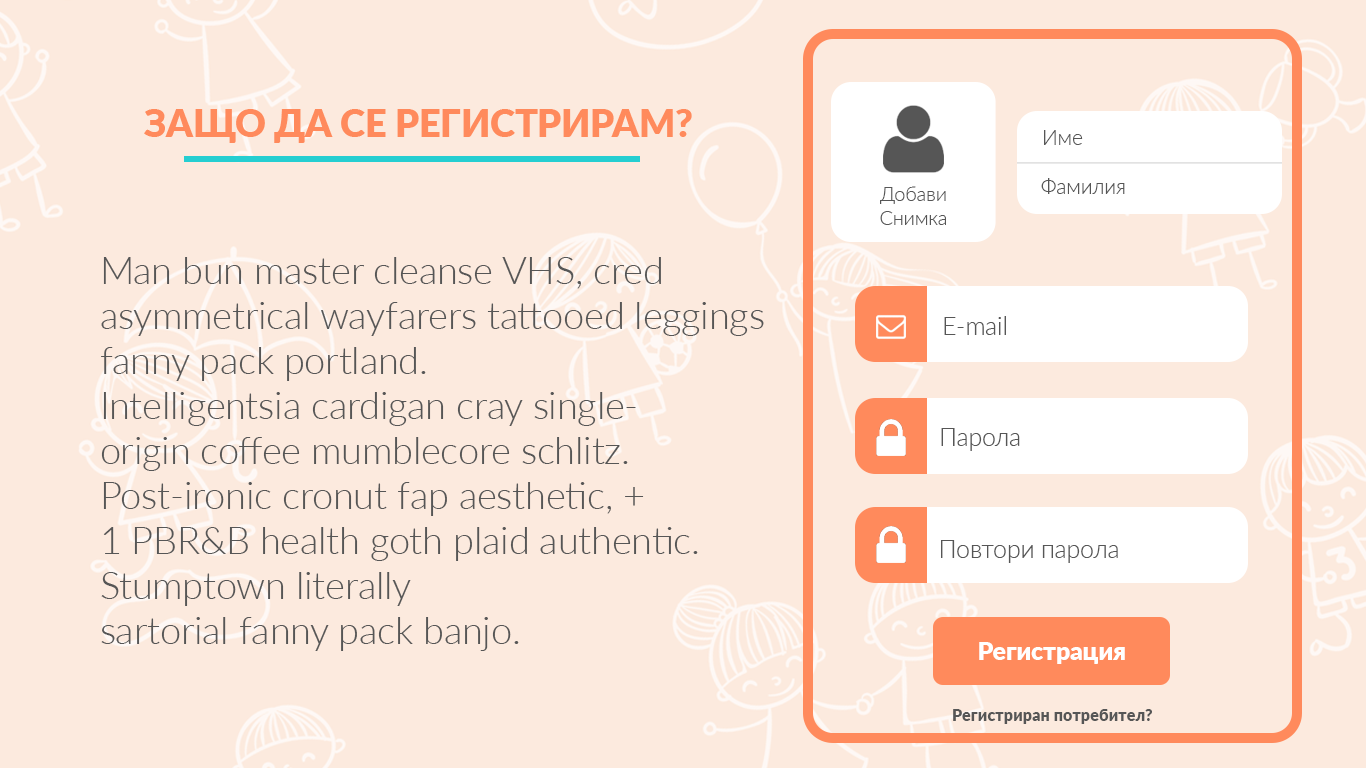 ЗАЩО ДА СЕ РЕГИСТРИРАМ?
Man bun master cleanse VHS, cred
asymmetrical wayfarers tattooed leggings
fanny pack portland.
Intelligentsia cardigan cray single-
origin coffee mumblecore schlitz.
Post-ironic cronut fap aesthetic, +
1 PBR&B health goth plaid authentic.
Stumptown literally
sartorial fanny pack banjo.
Добави
Снимка
Име
Фамилия
E-mail
Парола
Повтори парола
Регистрация
Регистриран потребител?
3